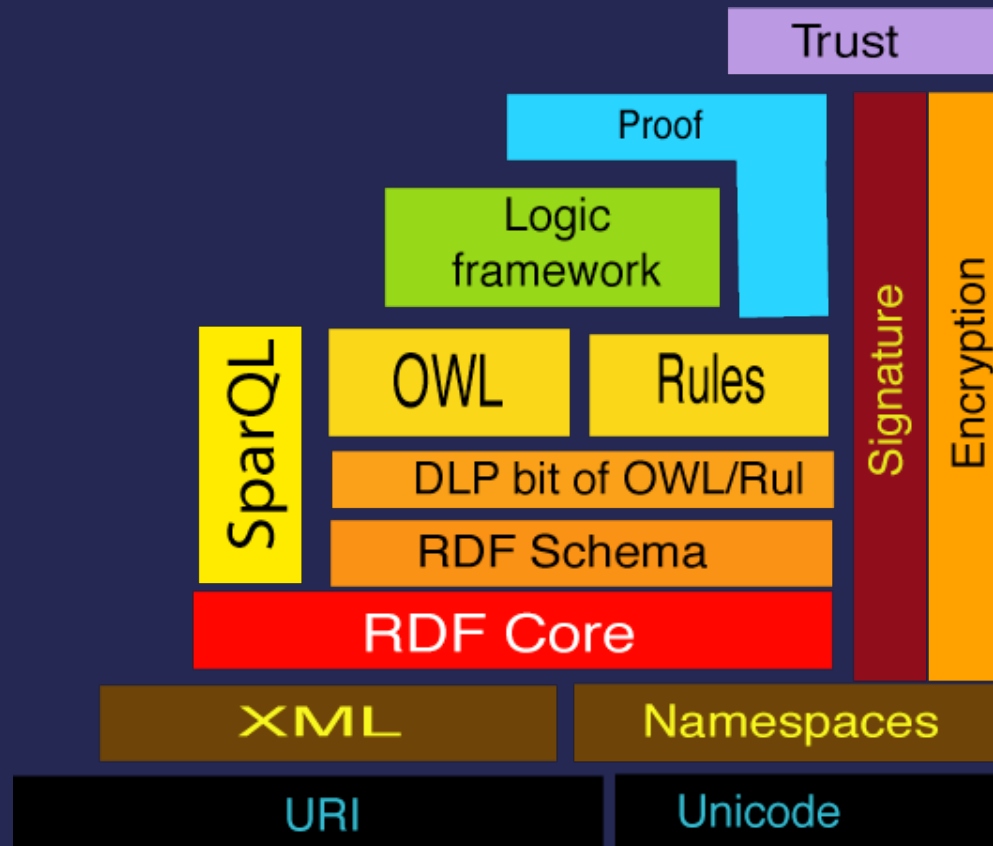 Trust
Proof
Logic
framework
SparQL
OWL
Rules
Signature
Encryption
DLP bit of OWL/Rul
RDF Schema
RDF Core
XML
Namespaces
URI
Unicode